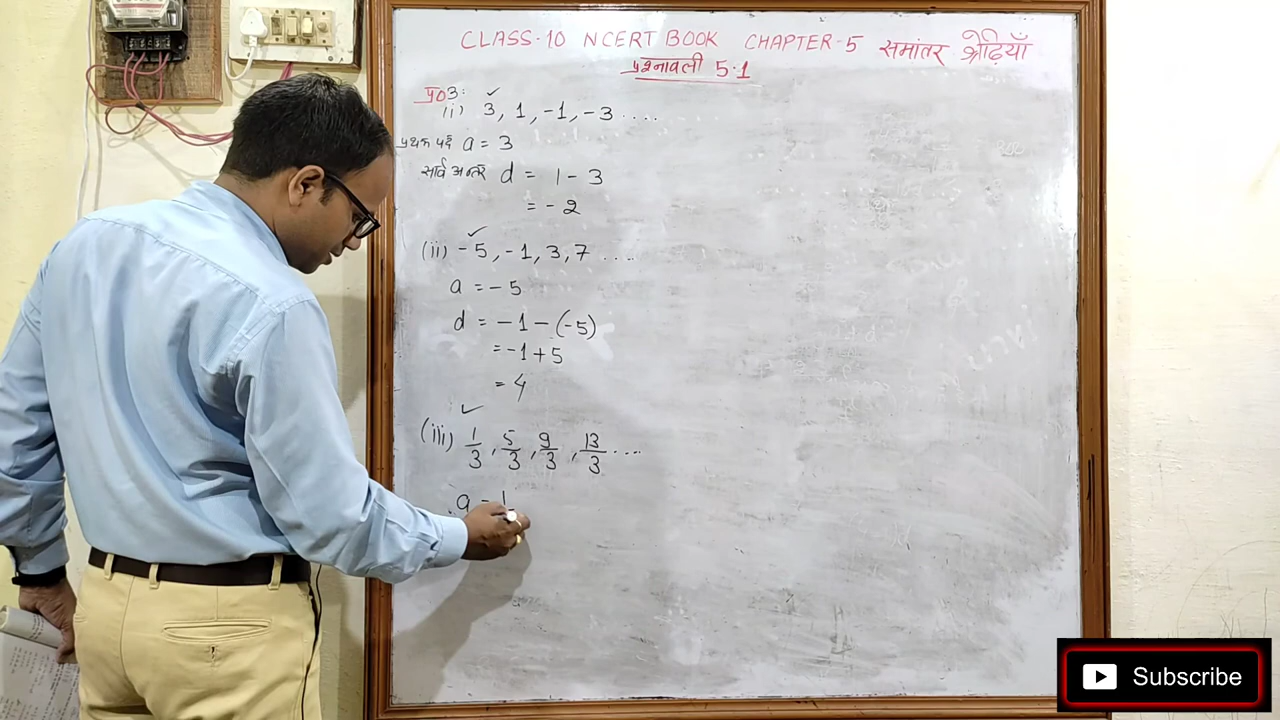 CLASS-10 NCERT BOOK CHAPTER 5 समांतर श्रेढ़ियाँ
प्रश्नावली 5.1
प्र० 3:
(i) 3, 1, -1, -3 ....
प्रथम पद a = 3
सार्व अन्तर d = 1 - 3
= - 2
(ii) -5, -1, 3, 7 ....
a = - 5
d = -1 - (-5)
= -1 + 5
= 4
(iii) 1/3, 5/3, 9/3, 13/3 ....
a = 1
Subscribe